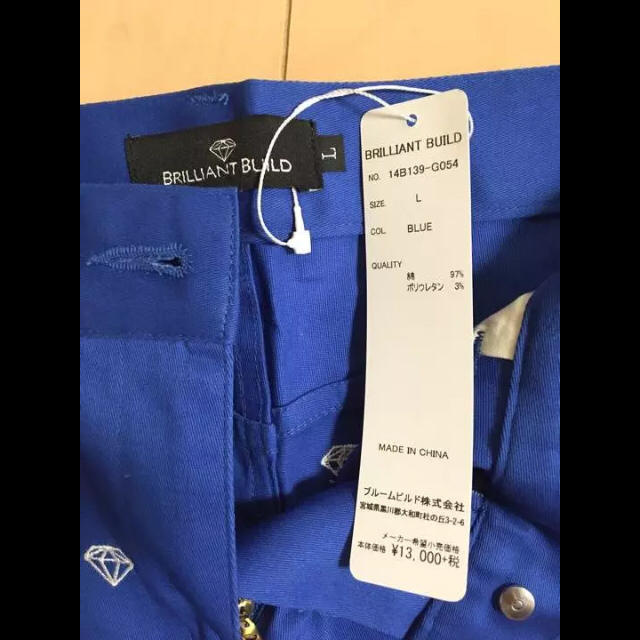 BRILLIANT BUILD
L
BRILLIANT BUILD
NO. 14B139-G054
SIZE. L
COL. BLUE
QUALITY
綿 97%
ポリウレタン 3%
MADE IN CHINA
ブルームビルド株式会社
宮城県黒川郡大和町杜の丘3-2-6
メーカー希望小売価格
本体価格 ¥13,000+税